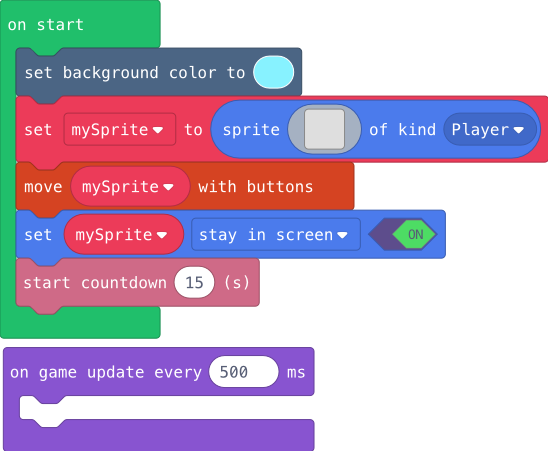 on start
set background color to
set mySprite to sprite of kind Player
move mySprite with buttons
set mySprite stay in screen ON
start countdown 15 (s)
on game update every 500 ms